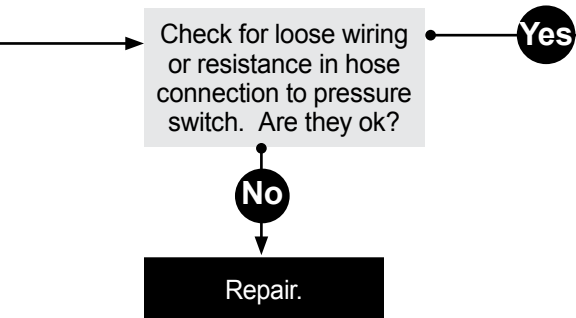 Check for loose wiring
or resistance in hose
connection to pressure
switch.  Are they ok?
Yes
No
Repair.